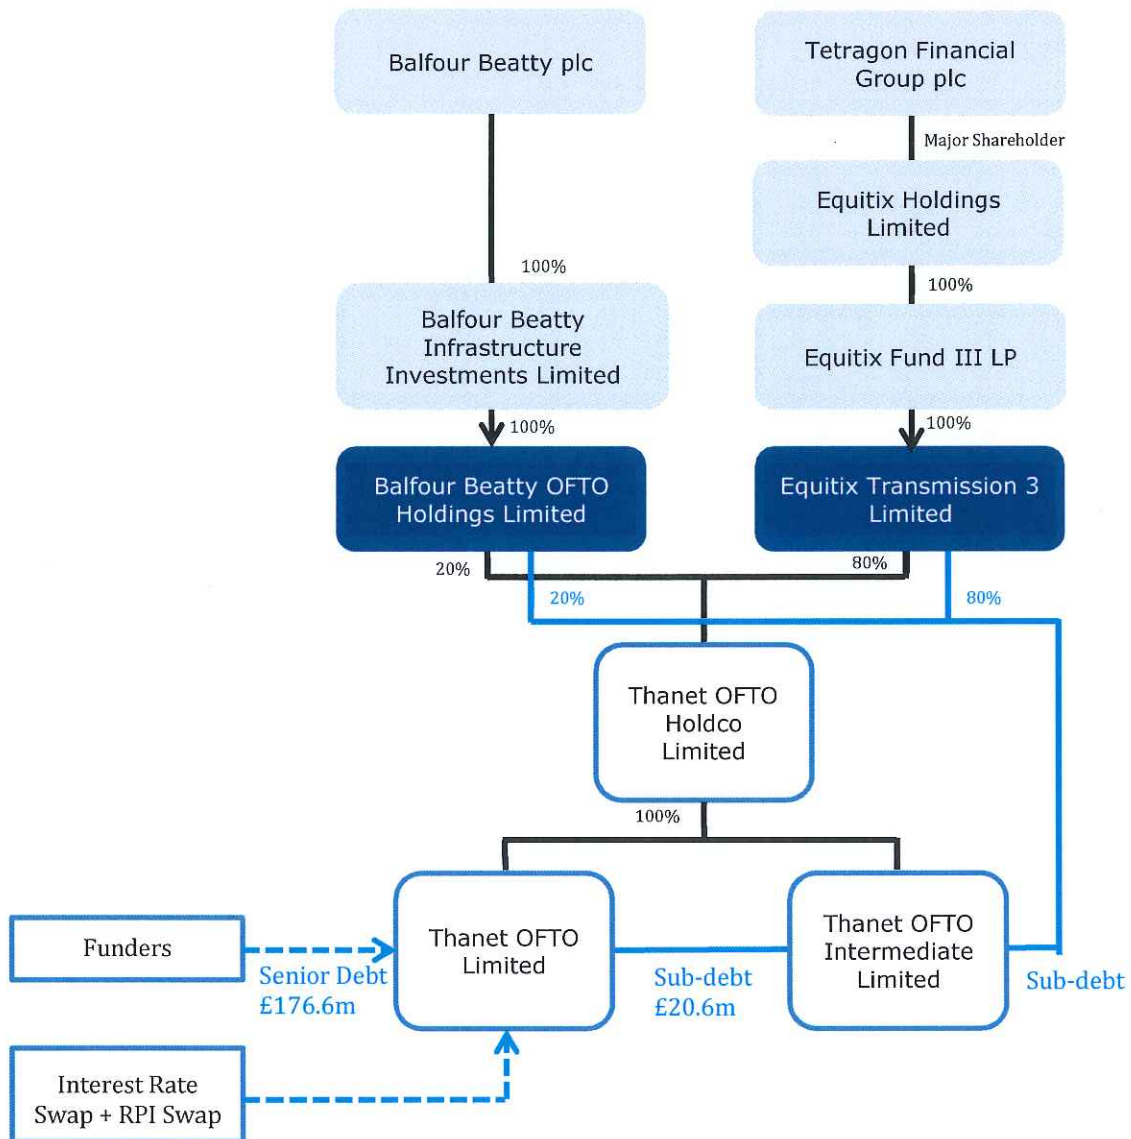 Balfour Beatty plc
Tetragon Financial
Group plc
Major Shareholder
Equitix Holdings
Limited
100%
100%
Balfour Beatty
Infrastructure
Investments Limited
Equitix Fund III LP
100%
100%
Balfour Beatty OFTO
Holdings Limited
Equitix Transmission 3
Limited
20%
80%
20%
80%
Thanet OFTO
Holdco
Limited
100%
Funders
Senior Debt
£176.6m
Thanet OFTO
Limited
Sub-debt
£20.6m
Thanet OFTO
Intermediate
Limited
Sub-debt
Interest Rate
Swap + RPI Swap